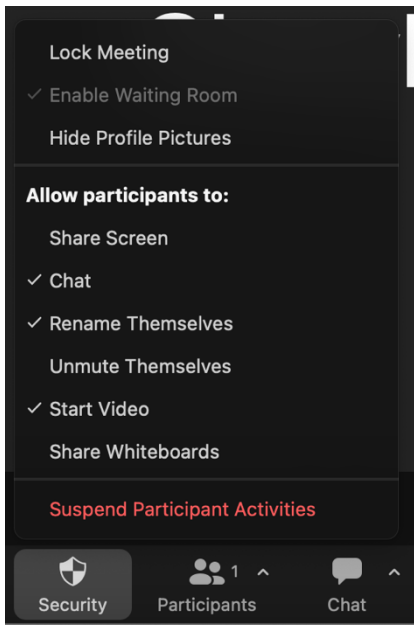 Lock Meeting
✓ Enable Waiting Room
Hide Profile Pictures
Allow participants to:
Share Screen
✓ Chat
✓ Rename Themselves
Unmute Themselves
✓ Start Video
Share Whiteboards
Suspend Participant Activities
1
Security Participants Chat